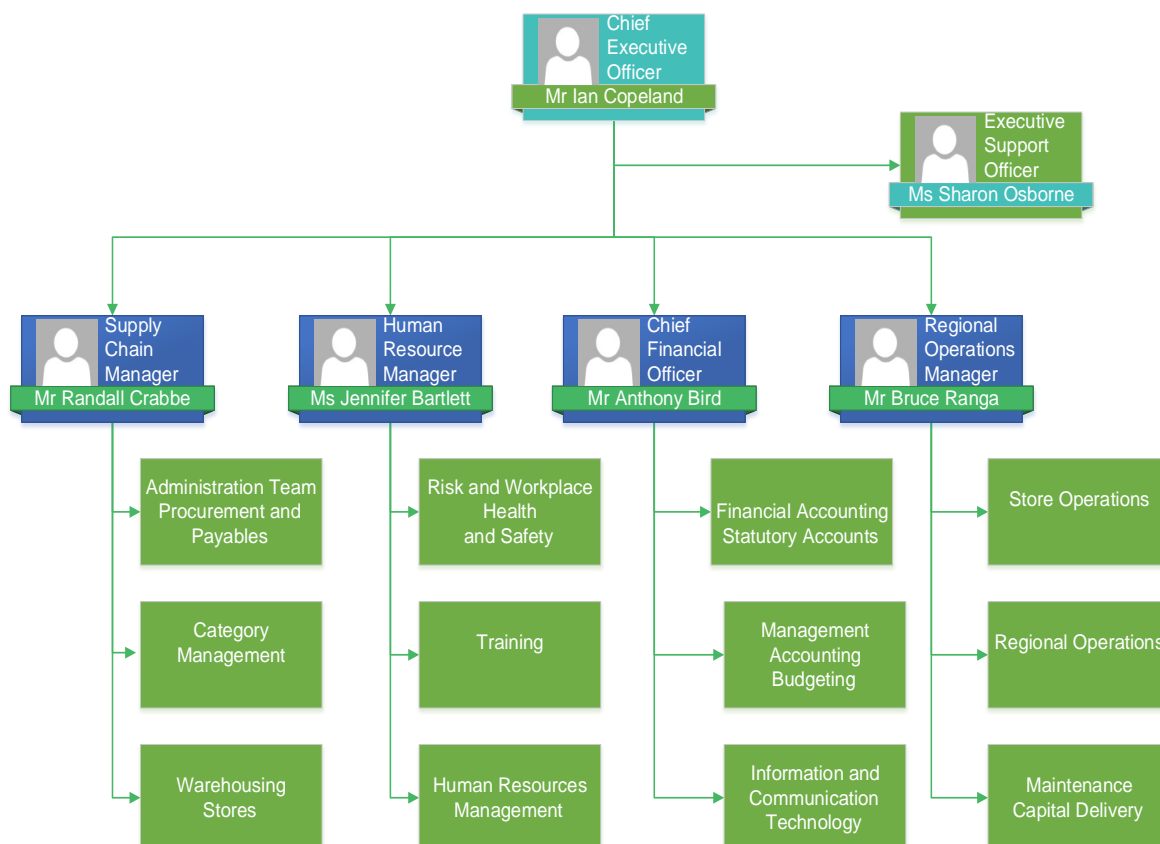 Chief
Executive
Officer
Mr Ian Copeland
Executive
Support
Officer
Ms Sharon Osborne
Supply
Chain
Manager
Mr Randall Crabbe
Human
Resource
Manager
Ms Jennifer Bartlett
Chief
Financial
Officer
Mr Anthony Bird
Regional
Operations
Manager
Mr Bruce Ranga
Administration Team
Procurement and
Payables
Risk and Workplace
Health
and Safety
Financial Accounting
Statutory Accounts
Store Operations
Category
Management
Training
Management
Accounting
Budgeting
Regional Operations
Warehousing
Stores
Human Resources
Management
Information and
Communication
Technology
Maintenance
Capital Delivery